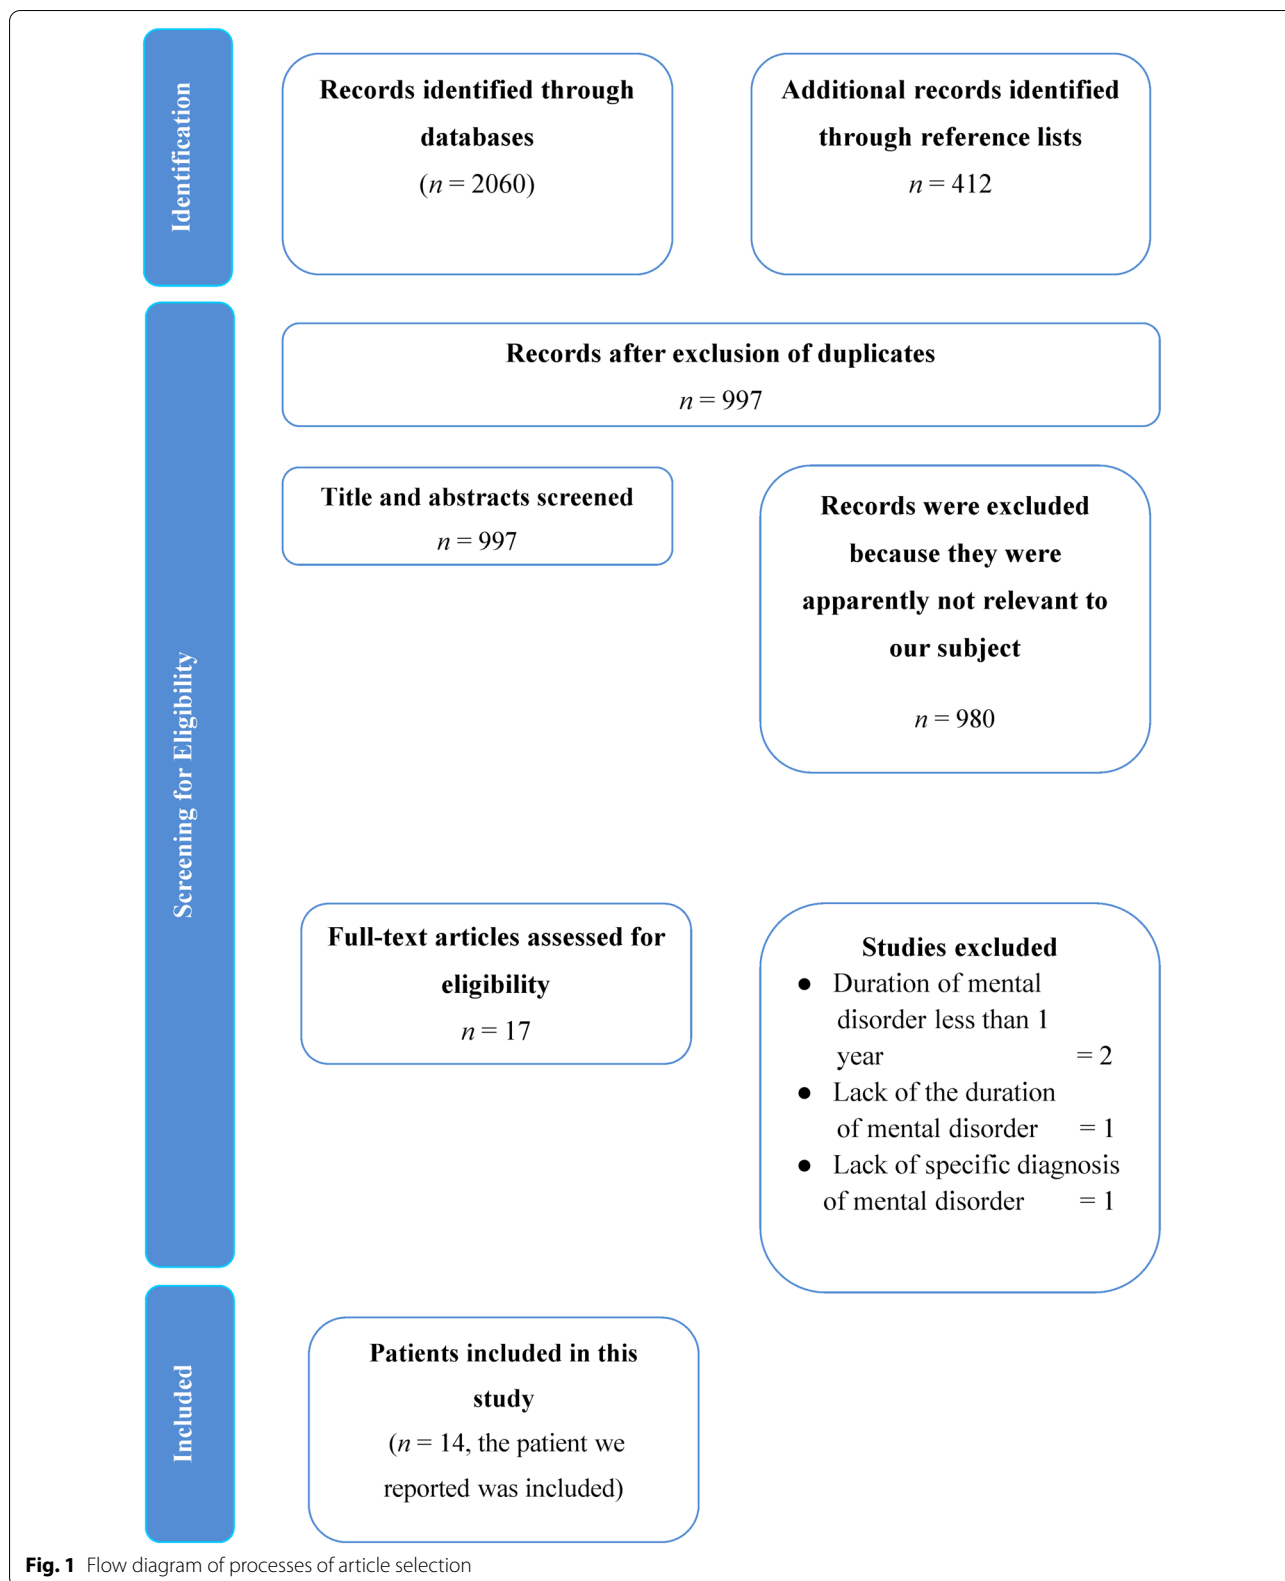 Identification
Records identified through
databases
(n = 2060)
Additional records identified
through reference lists
n = 412
Screening for Eligibility
Records after exclusion of duplicates
n = 997
Title and abstracts screened
n = 997
Records were excluded
because they were
apparently not relevant to
our subject
n = 980
Full-text articles assessed for
eligibility
n = 17
Studies excluded
● Duration of mental
disorder less than 1
year = 2
● Lack of the duration
of mental disorder = 1
● Lack of specific diagnosis
of mental disorder = 1
Included
Patients included in this
study
(n = 14, the patient we
reported was included)
Fig. 1 Flow diagram of processes of article selection